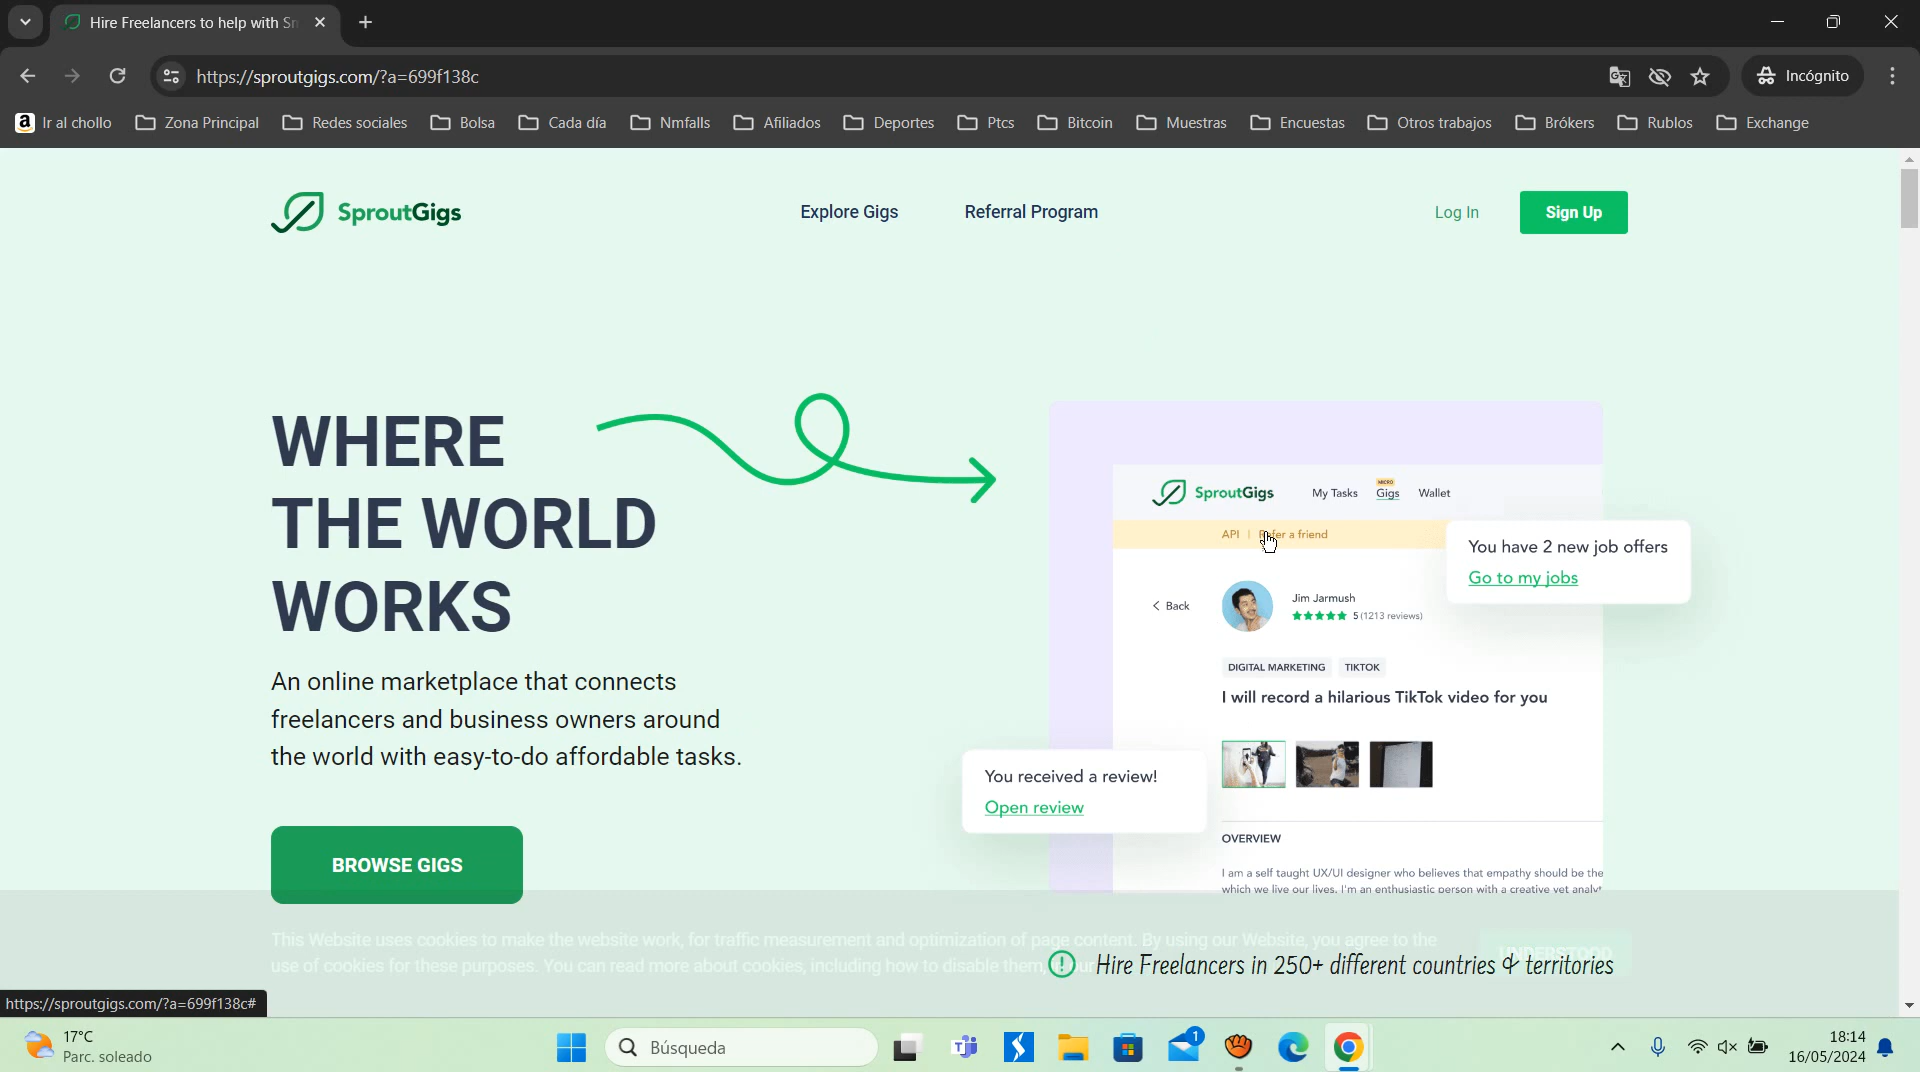 Hire Freelancers to help with Sm
https://sproutgigs.com/?a=699f138c
Incógnito
Ir al chollo
Zona Principal
Redes sociales
Bolsa
Cada día
Nmfalls
Afiliados
Deportes
Ptcs
Bitcoin
Muestras
Encuestas
Otros trabajos
Brókers
Rublos
Exchange
SproutGigs
Explore Gigs
Referral Program
Log In
Sign Up
WHERE
THE WORLD
WORKS
An online marketplace that connects
freelancers and business owners around
the world with easy-to-do affordable tasks.
BROWSE GIGS
SproutGigs
My Tasks
MICRO
Gigs
Wallet
API | Refer a friend
You have 2 new job offers
Go to my jobs
Back
Jim Jarmush
5 (1213 reviews)
DIGITAL MARKETING
TIKTOK
I will record a hilarious TikTok video for you
You received a review!
Open review
OVERVIEW
I am a self taught UX/UI designer who believes that empathy should be the
which we live our lives. I'm an enthusiastic person with a creative yet
This Website uses cookies to make the website work, for traffic measurement and optimization of page content. By using our Website, you agree to the
use of cookies for these purposes. You can read more about cookies, including how to disable them, in our
UNDERSTOOD
Hire Freelancers in 250+ different countries & territories
https://sproutgigs.com/?a=699f138c#
17°C
Parc. soleado
Búsqueda
1
18:14
16/05/2024